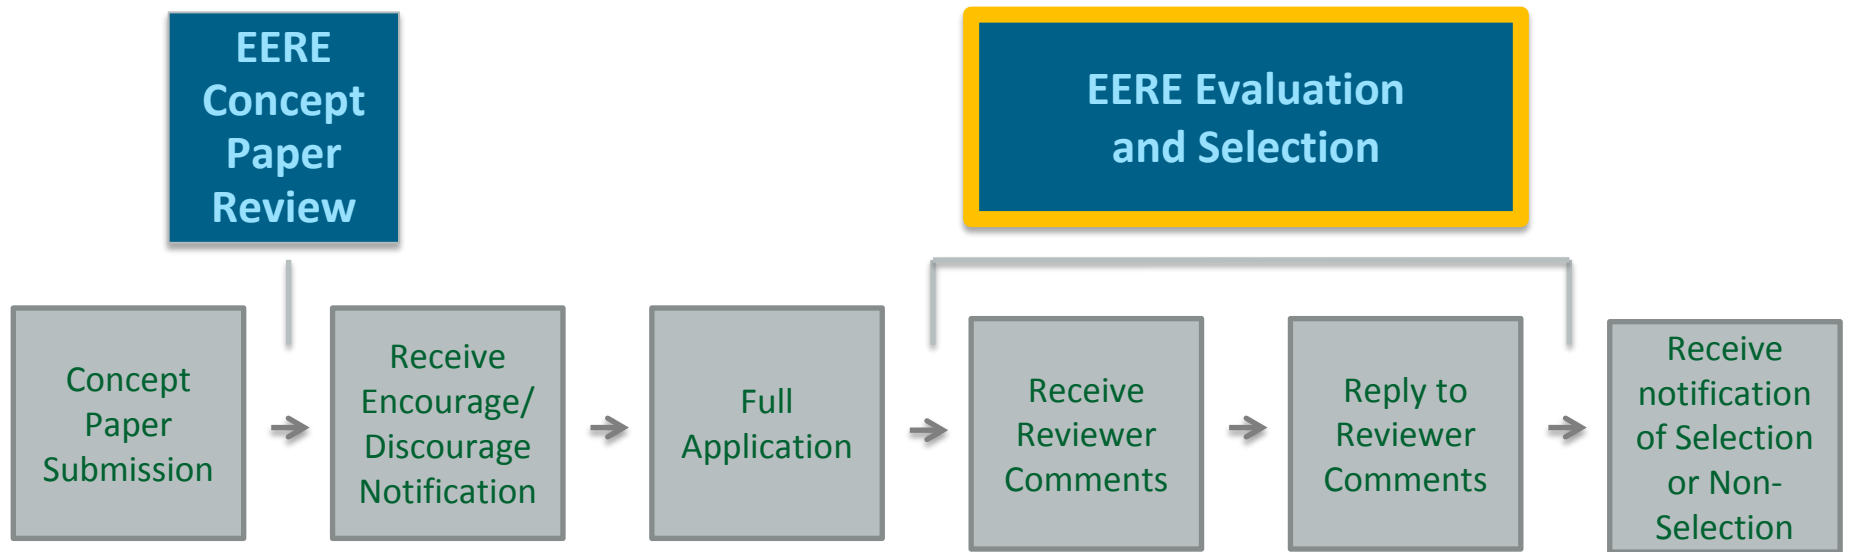 EERE
Concept
Paper
Review
EERE Evaluation
and Selection
Concept
Paper
Submission
Receive
Encourage/
Discourage
Notification
Full
Application
Receive
Reviewer
Comments
Reply to
Reviewer
Comments
Receive
notification
of Selection
or Non-
Selection